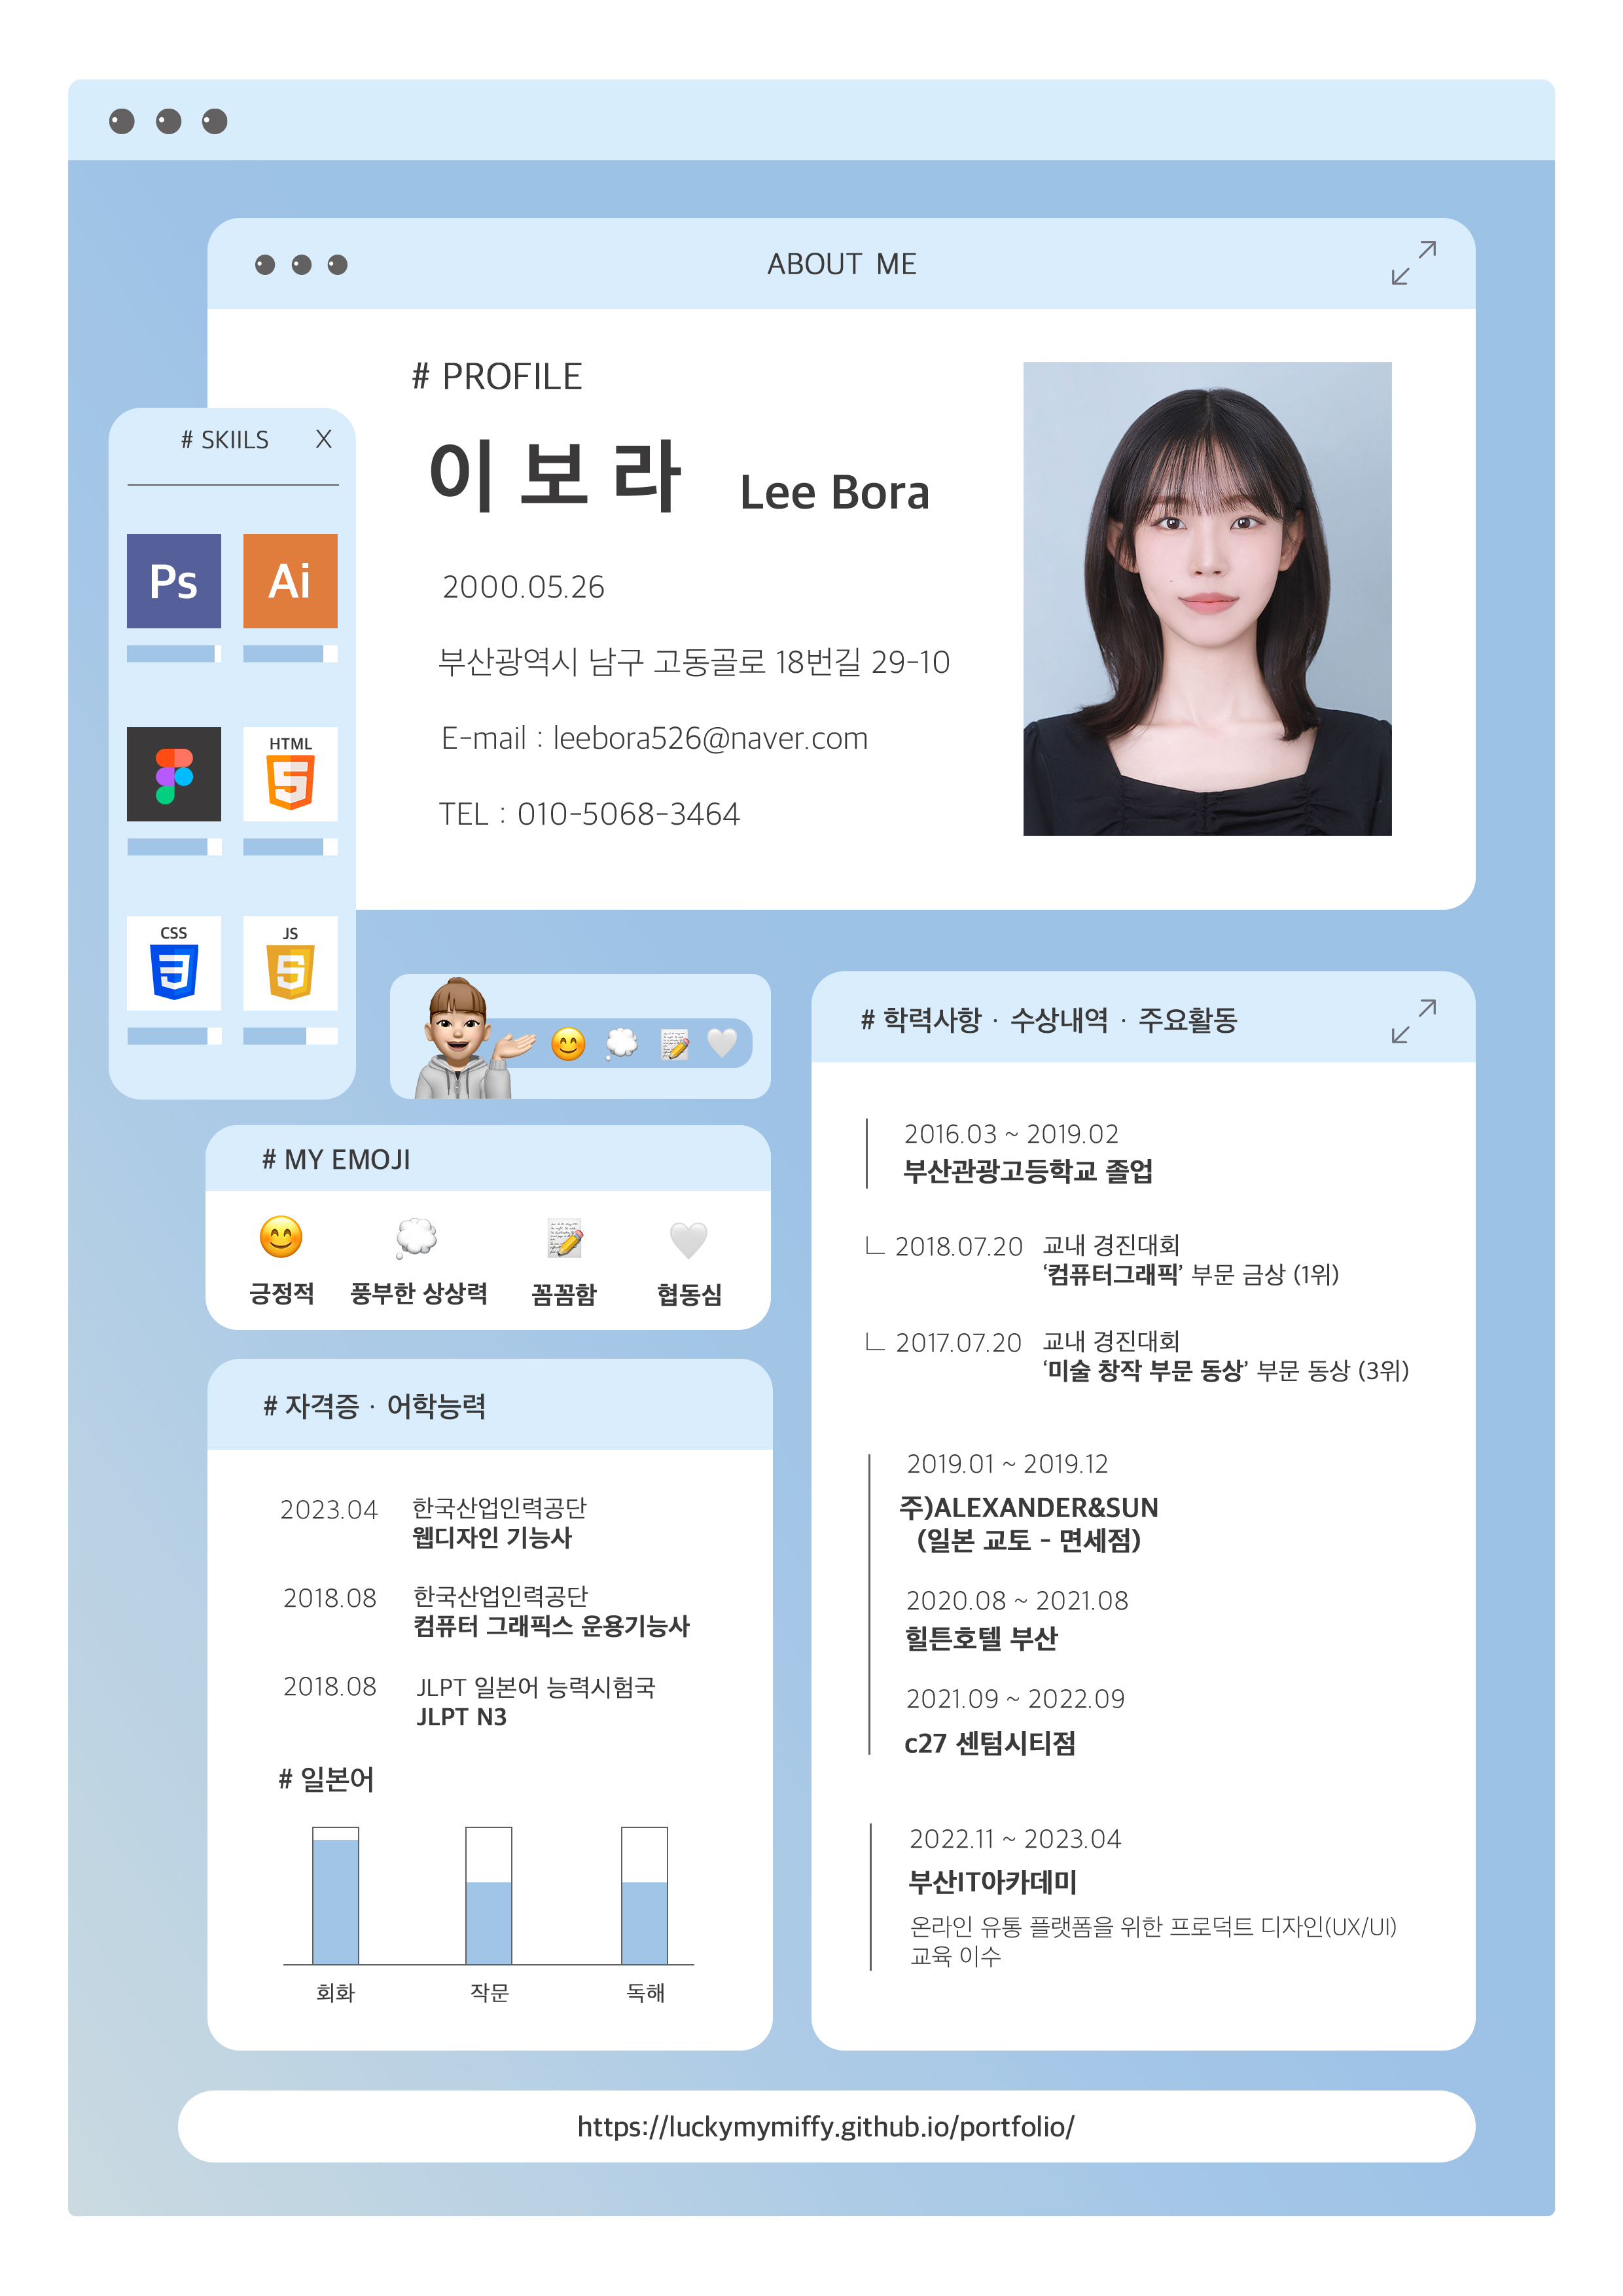 ABOUT ME
# PROFILE
이보라 Lee Bora
2000.05.26
부산광역시 남구 고동골로 18번길 29-10
E-mail : leebora526@naver.com
TEL : 010-5068-3464
# SKIILS X
Ps Ai
HTML
CSS JS
# MY EMOJI
긍정적 풍부한 상상력 꼼꼼함 협동심
# 자격증 · 어학능력
2023.04 한국산업인력공단
웹디자인 기능사
2018.08 한국산업인력공단
컴퓨터 그래픽스 운용기능사
2018.08 JLPT 일본어 능력시험국
JLPT N3
# 일본어
회화 작문 독해
# 학력사항 · 수상내역 · 주요활동
2016.03 ~ 2019.02
부산관광고등학교 졸업
2018.07.20 교내 경진대회
‘컴퓨터그래픽’ 부문 금상 (1위)
2017.07.20 교내 경진대회
‘미술 창작 부문 동상’ 부문 동상 (3위)
2019.01 ~ 2019.12
주)ALEXANDER&SUN
(일본 교토 - 면세점)
2020.08 ~ 2021.08
힐튼호텔 부산
2021.09 ~ 2022.09
c27 센텀시티점
2022.11 ~ 2023.04
부산IT아카데미
온라인 유통 플랫폼을 위한 프로덕트 디자인(UX/UI)
교육 이수
https://luckymymiffy.github.io/portfolio/